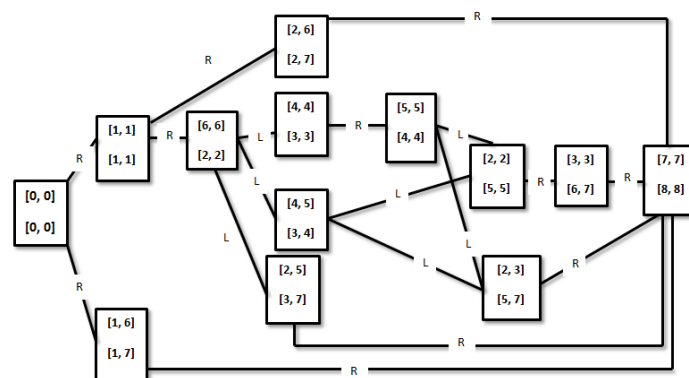 R
[2, 6]
[2, 7]
R
[4, 4]
[3, 3]
[5, 5]
[4, 4]
[1, 1]
[1, 1]
R
[6, 6]
[2, 2]
L
R
L
[2, 2]
[5, 5]
R
[3, 3]
[6, 7]
R
[7, 7]
[8, 8]
R
[0, 0]
[0, 0]
L
L
[4, 5]
[3, 4]
L
L
L
R
[2, 5]
[3, 7]
[2, 3]
[5, 7]
R
R
[1, 6]
[1, 7]
R